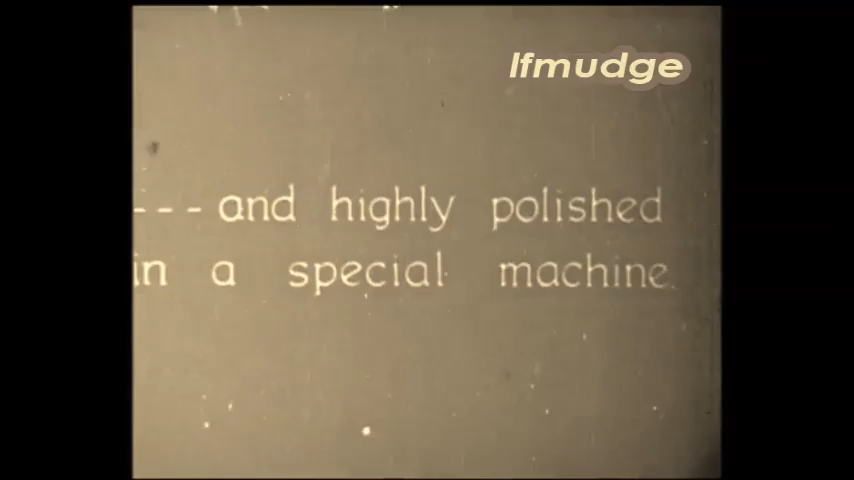 lfmudge
--- and highly polished
in a special machine